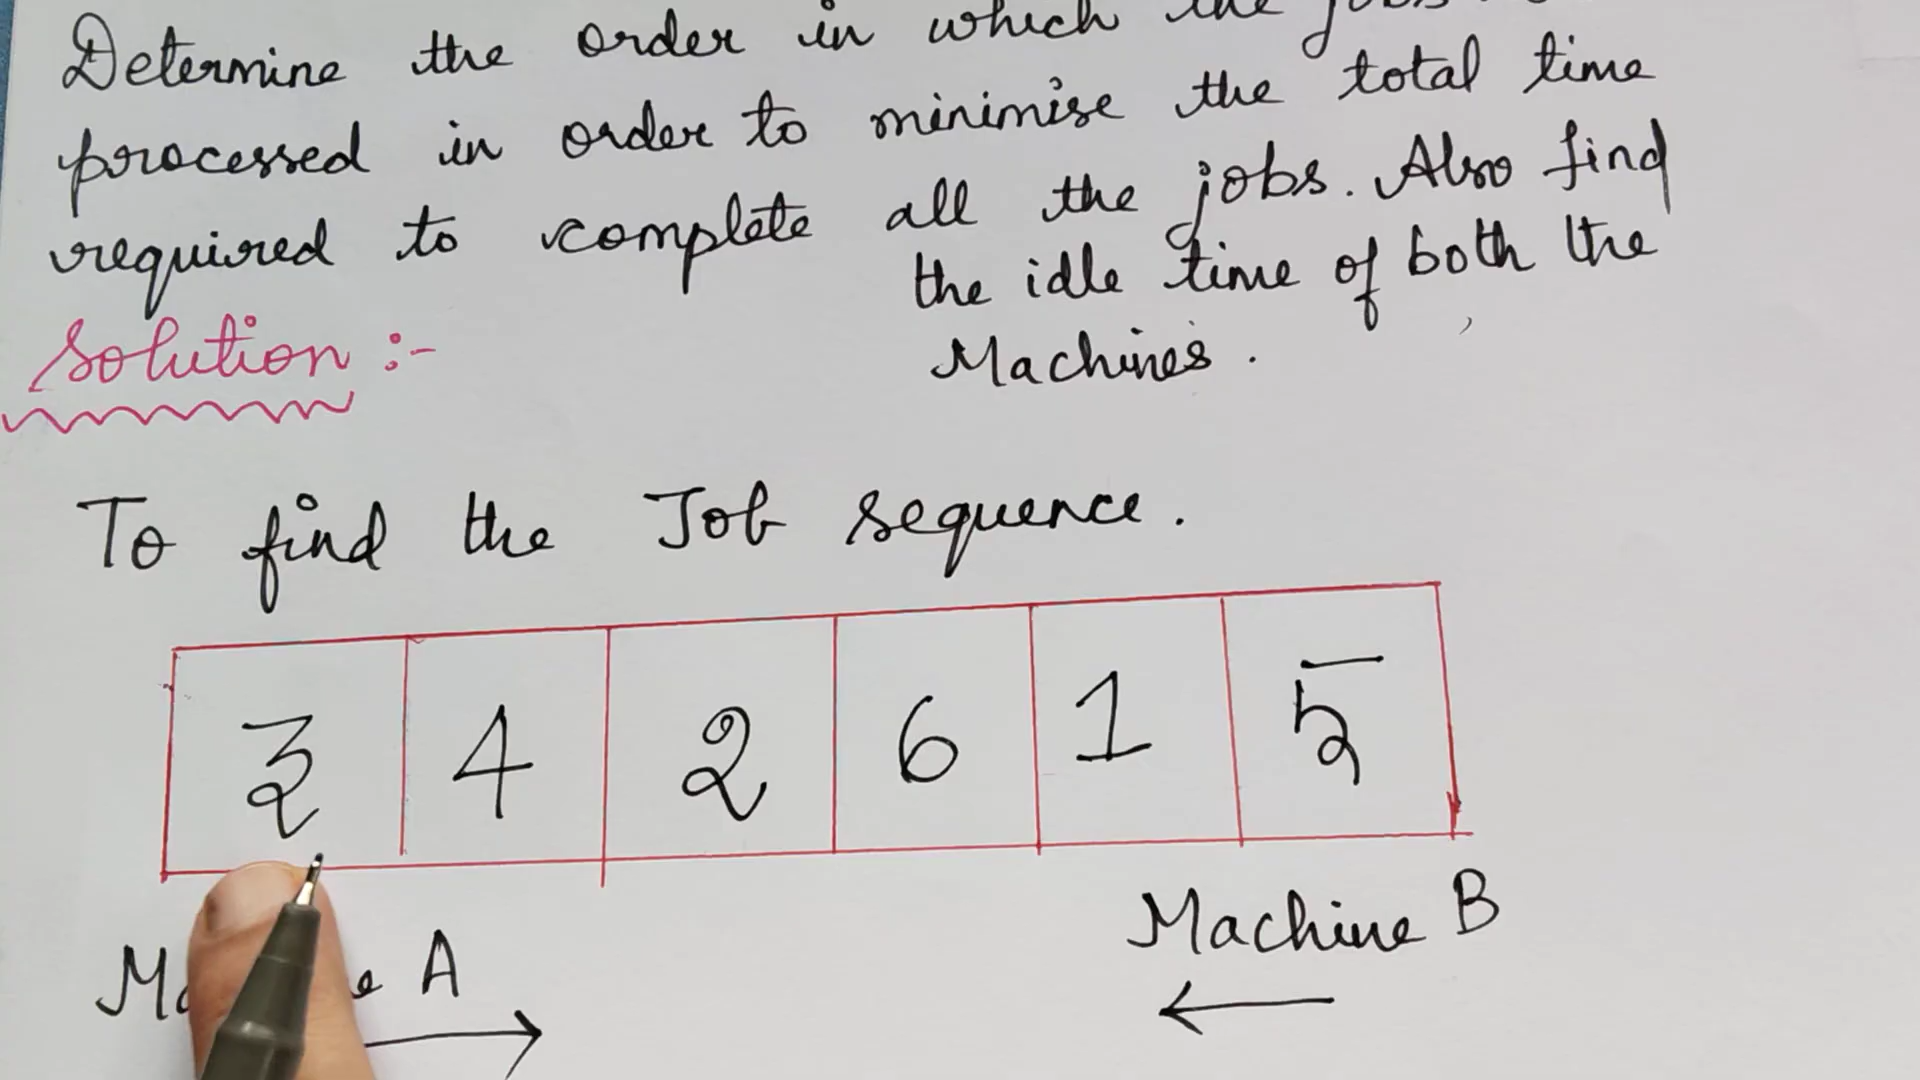 Determine the order in which the jobs
processed in order to minimise the total time
required to complete all the jobs. Also find
the idle time of both the
Machines.
Solution :-
To find the Job sequence.
3 4 2 6 1 5
A
Machine B